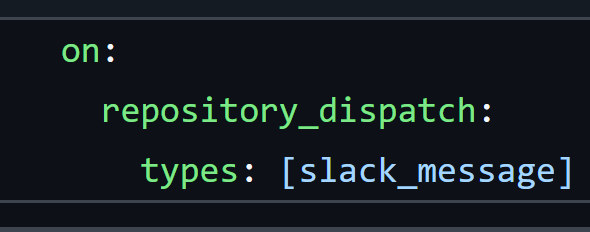 on:
repository_dispatch:
types: [slack_message]